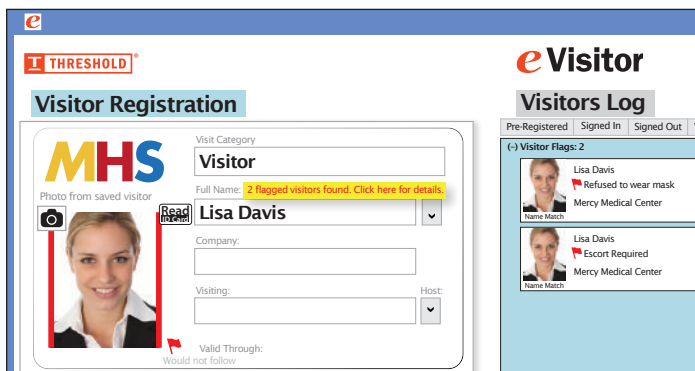 e
THRESHOLD®
eVisitor
Visitor Registration
Visitors Log
Pre-Registered
Signed In
Signed Out
MHS
Photo from saved visitor
Read
ID Card
Visit Category
Visitor
Full Name: 2 flagged visitors found. Click here for details.
Lisa Davis
Company:
Visiting:
Host:
Valid Through:
Would not follow
(-) Visitor Flags: 2
Lisa Davis
Refused to wear mask
Mercy Medical Center
Name Match
Lisa Davis
Escort Required
Mercy Medical Center
Name Match